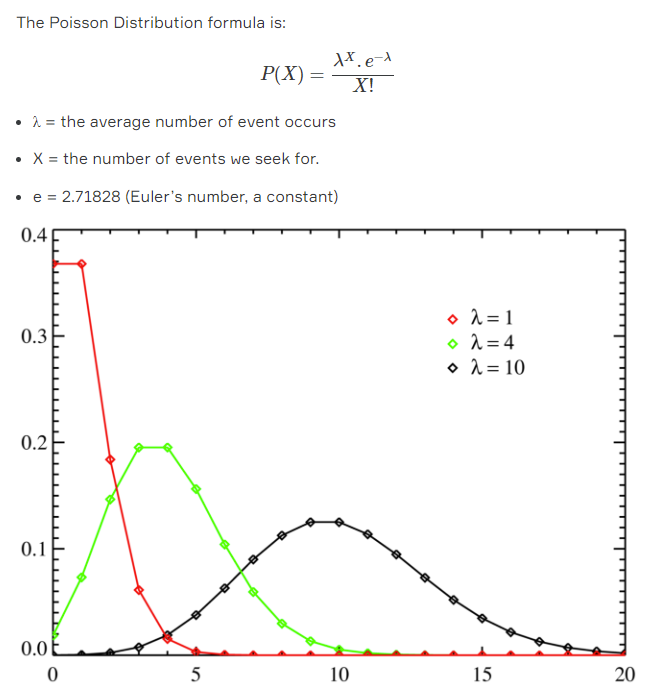 The Poisson Distribution formula is:
P(X) = λ^X . e^−λ / X!
• λ = the average number of event occurs
• X = the number of events we seek for.
• e = 2.71828 (Euler’s number, a constant)
0.4
0.3
0.2
0.1
0.0
λ = 1
λ = 4
λ = 10
0 5 10 15 20